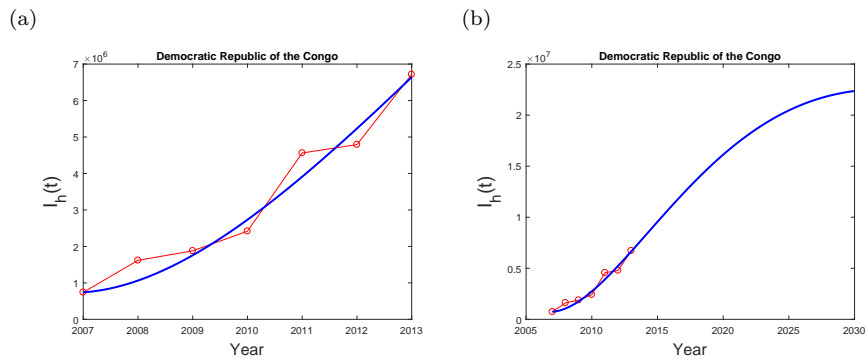 (a)
Democratic Republic of the Congo
×10^6
7
6
5
4
3
2
1
0
I_h(t)
2007 2008 2009 2010 2011 2012 2013
Year
(b)
Democratic Republic of the Congo
×10^7
2.5
2
1.5
1
0.5
0
I_h(t)
2005 2010 2015 2020 2025 2030
Year